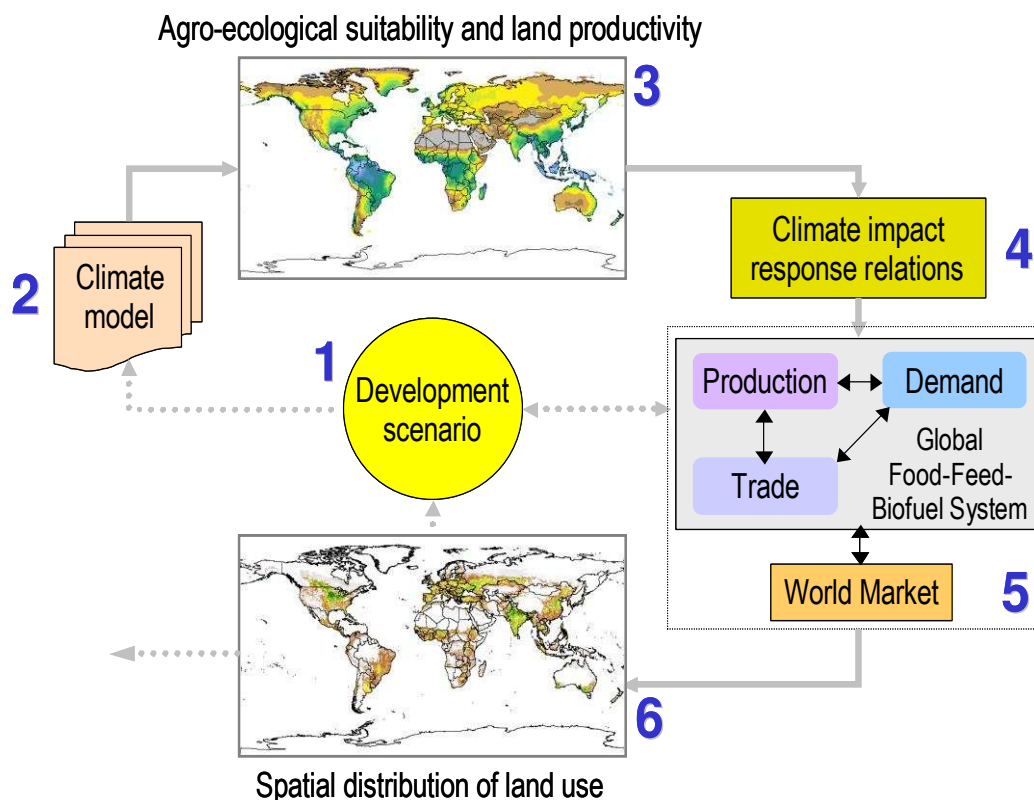 Agro-ecological suitability and land productivity
3
2
Climate
model
Climate impact
response relations
4
1
Development
scenario
Production
Demand
Trade
Global
Food-Feed-
Biofuel System
World Market
5
6
Spatial distribution of land use